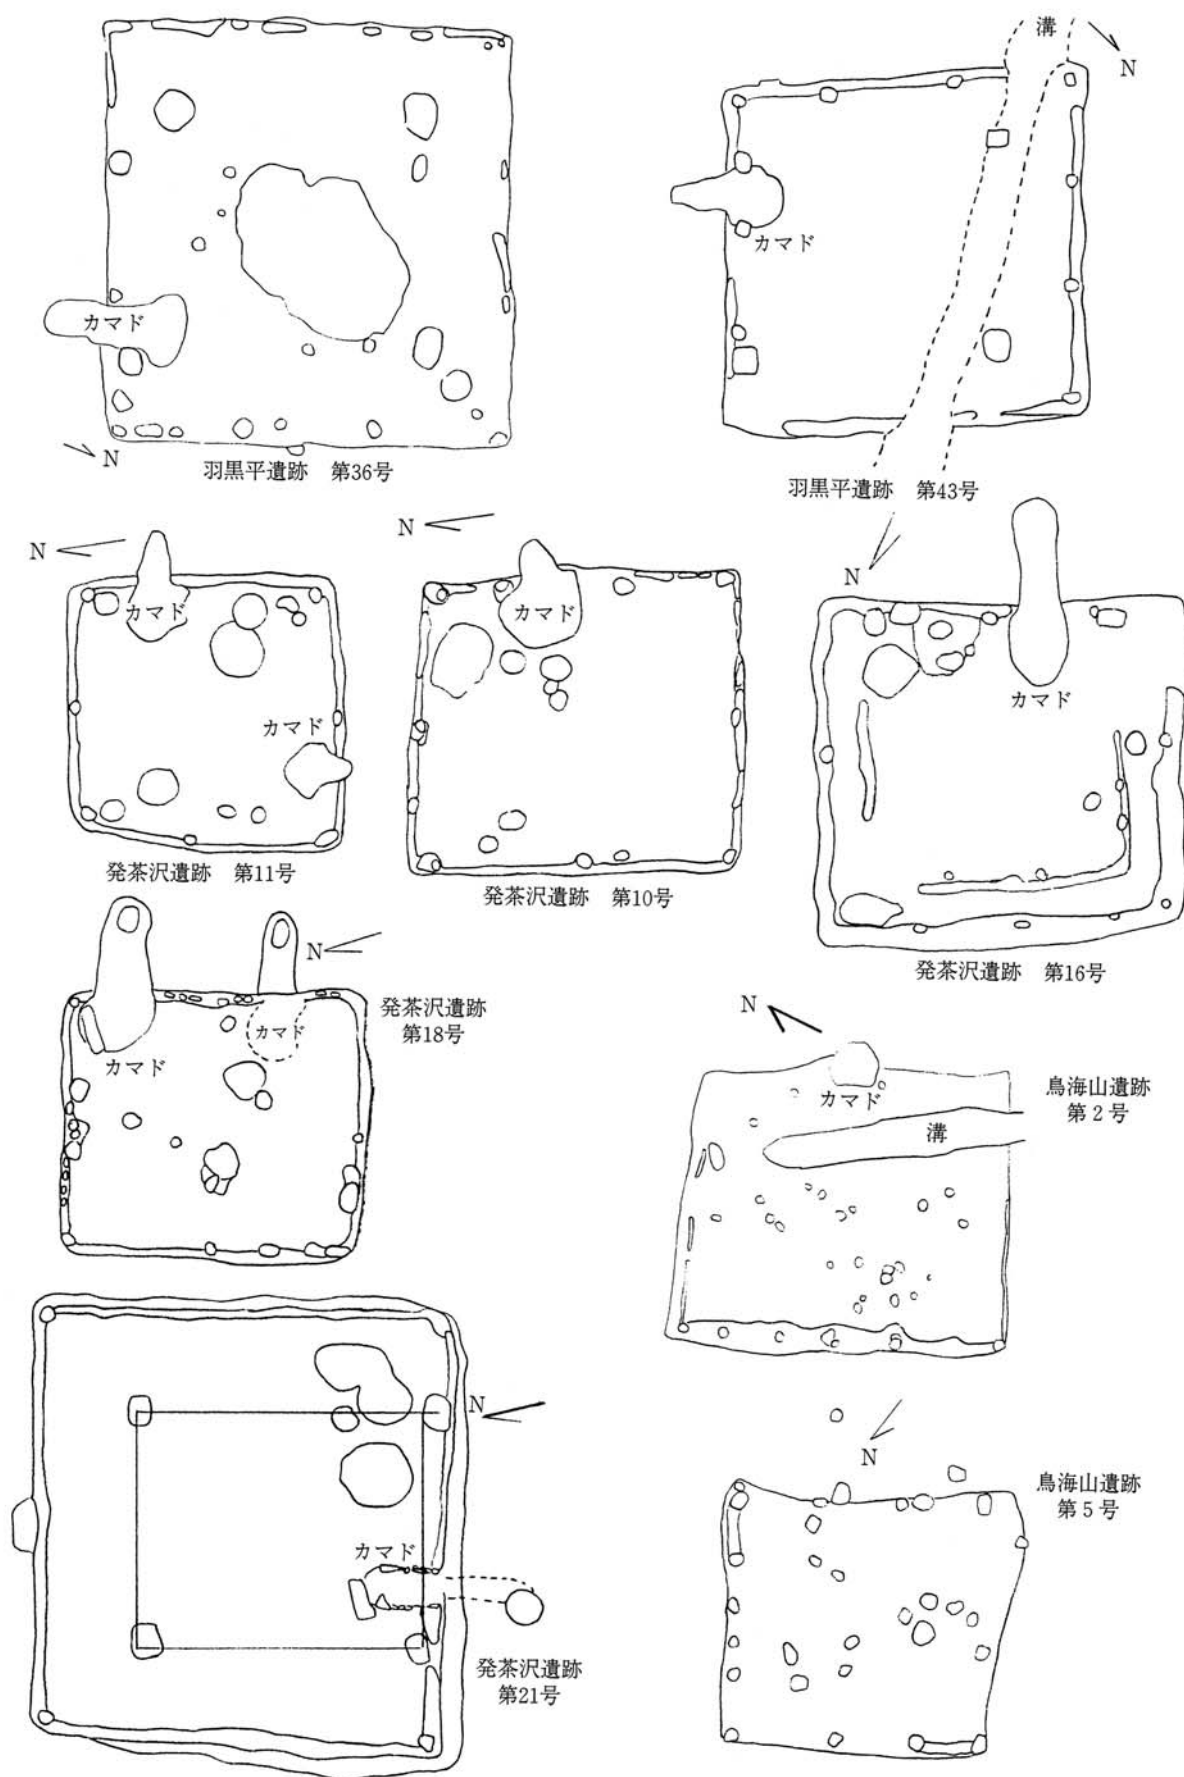 溝
N
カマド
カマド
N
羽黒平遺跡　第36号
羽黒平遺跡　第43号
N
カマド
カマド
発茶沢遺跡　第11号
N
カマド
発茶沢遺跡　第10号
N
カマド
発茶沢遺跡　第16号
N
カマド
カマド
発茶沢遺跡
第18号
N
カマド
溝
鳥海山遺跡
第２号
N
カマド
発茶沢遺跡
第21号
N
鳥海山遺跡
第５号